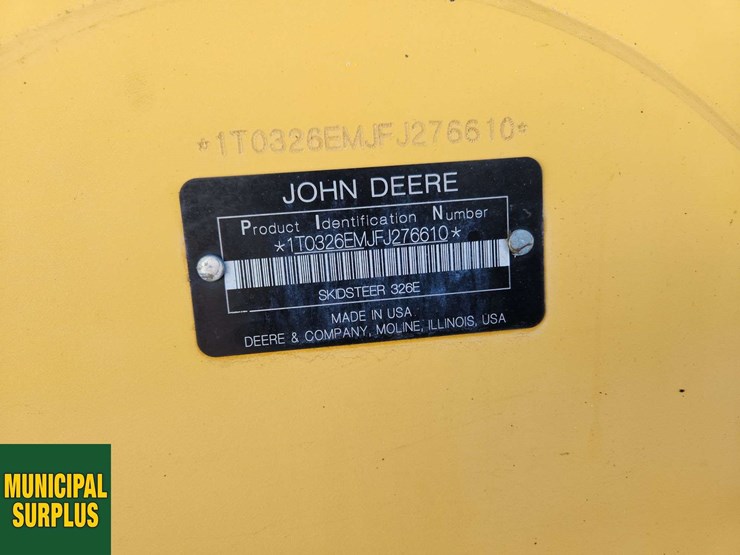 *1T0326EMJFJ276610*
JOHN DEERE
Product Identification Number
*1T0326EMJFJ276610*
SKIDSTEER 326E
MADE IN USA
DEERE & COMPANY, MOLINE, ILLINOIS, USA
MUNICIPAL
SURPLUS